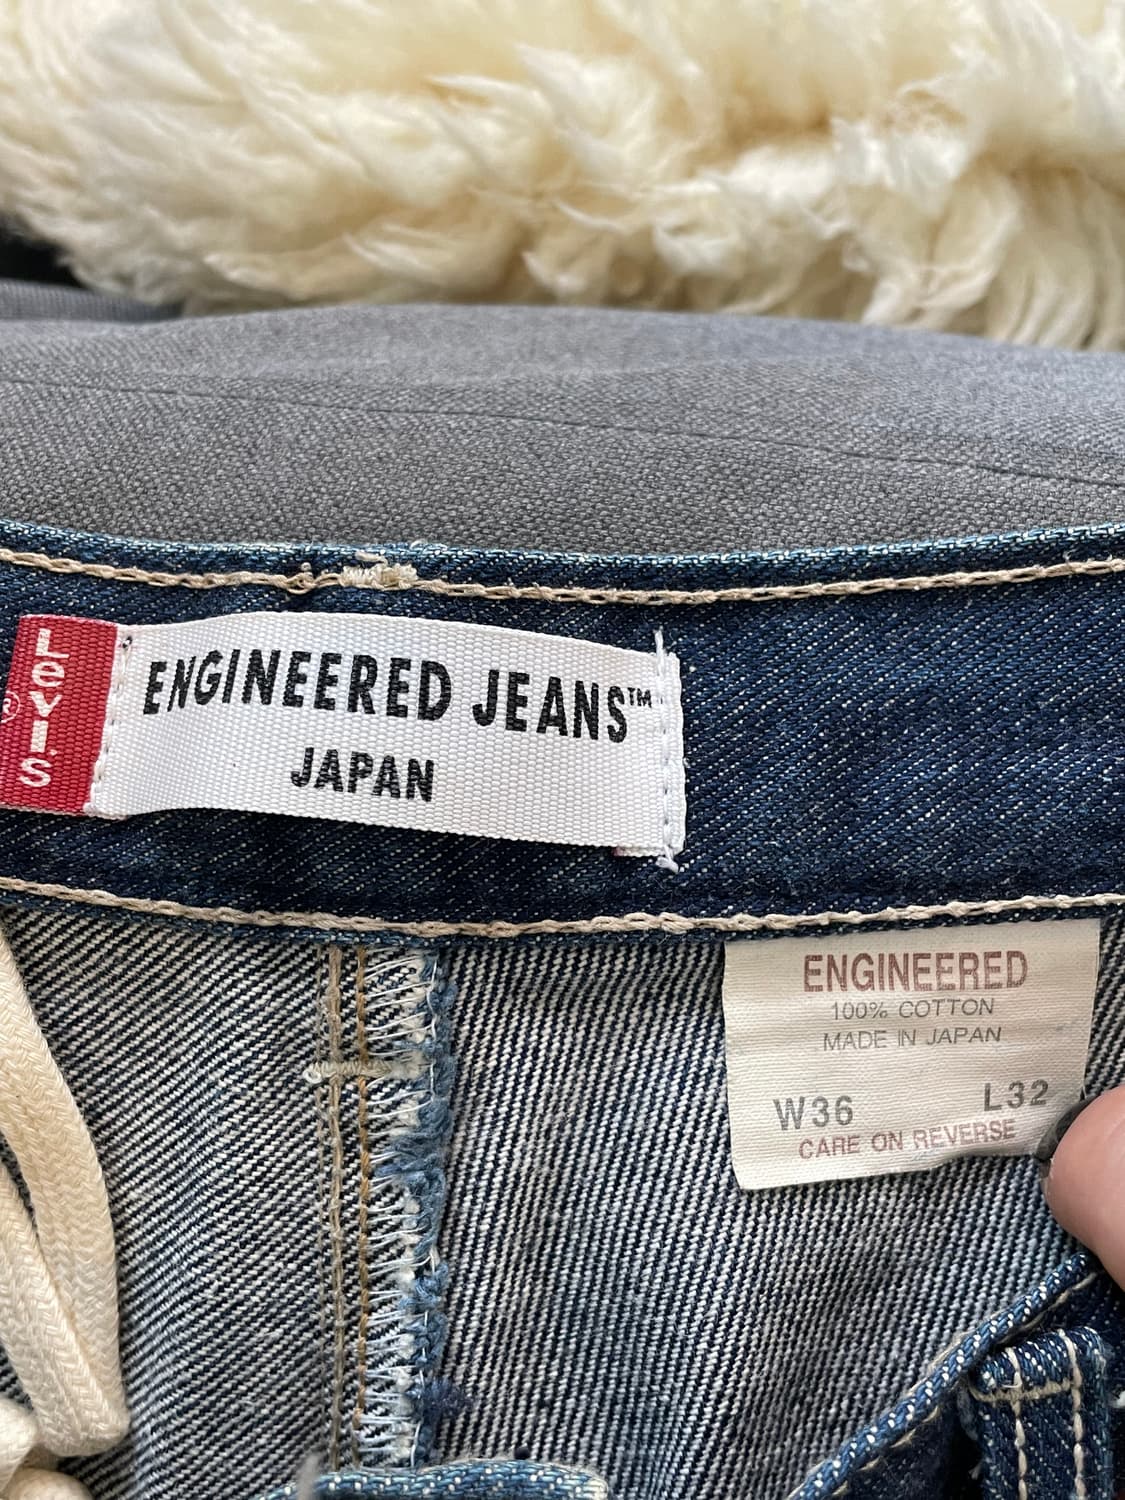 Levi's
®
ENGINEERED JEANS™
JAPAN
ENGINEERED
100% COTTON
MADE IN JAPAN
W36 L32
CARE ON REVERSE